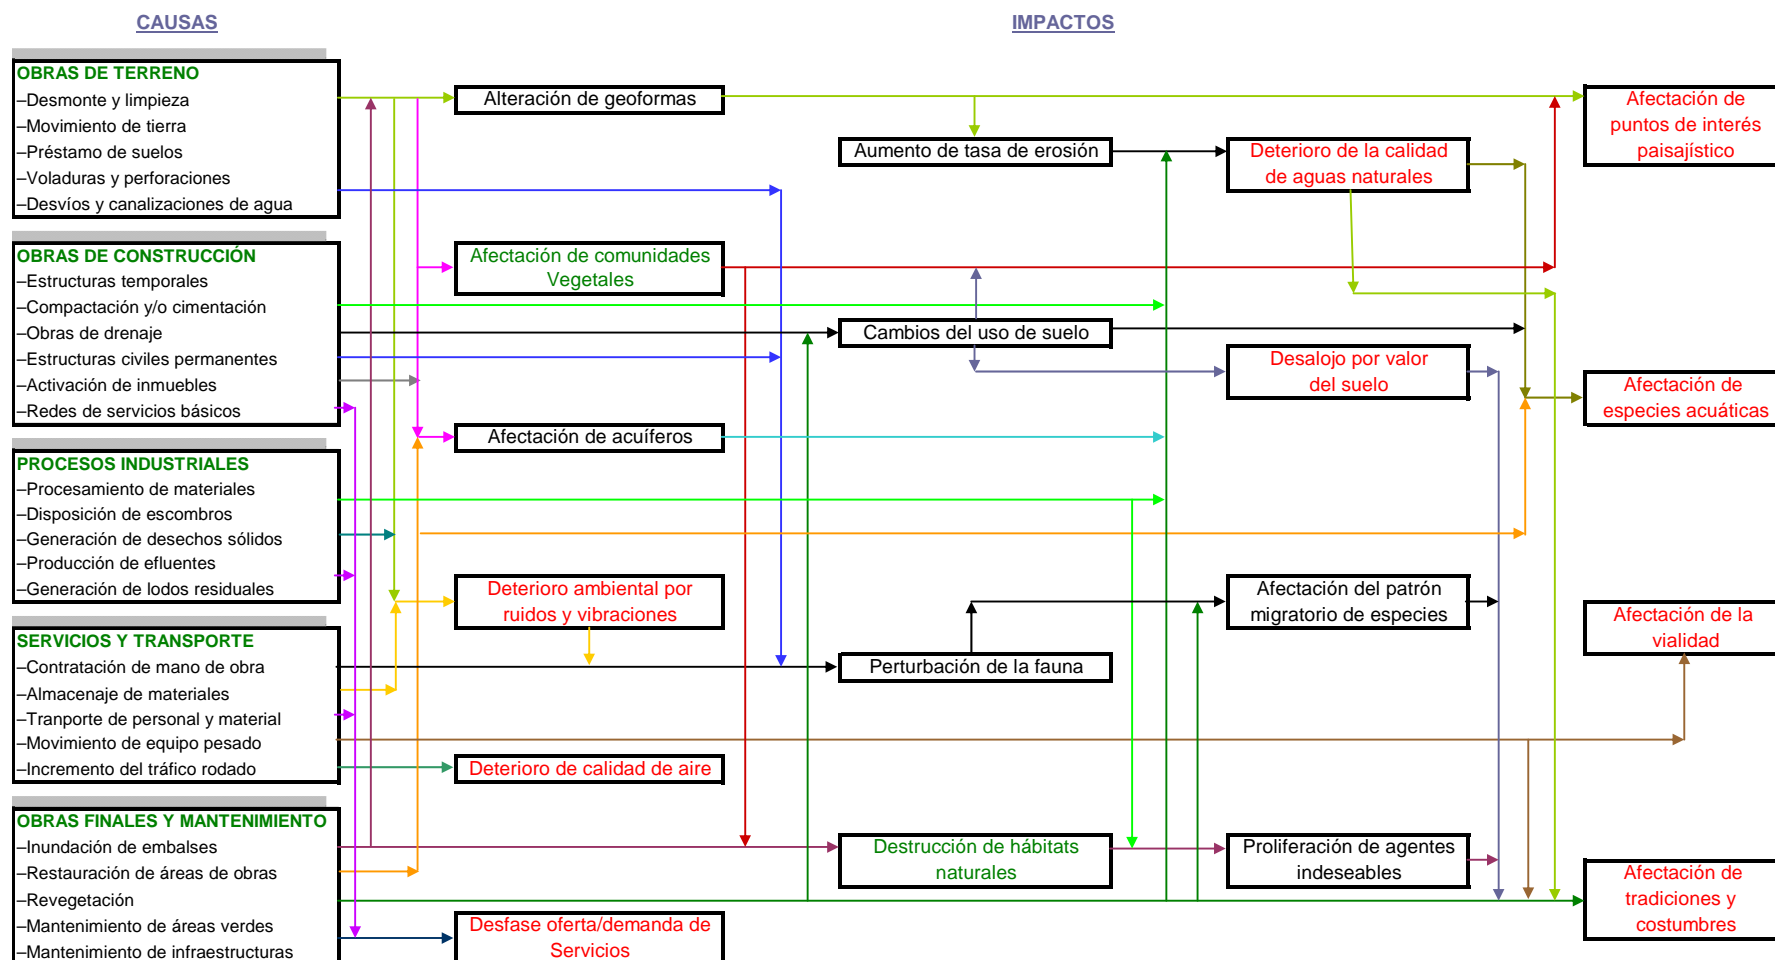 CAUSAS
IMPACTOS
OBRAS DE TERRENO
–Desmonte y limpieza
–Movimiento de tierra
–Préstamo de suelos
–Voladuras y perforaciones
–Desvíos y canalizaciones de agua
OBRAS DE CONSTRUCCIÓN
–Estructuras temporales
–Compactación y/o cimentación
–Obras de drenaje
–Estructuras civiles permanentes
–Activación de inmuebles
–Redes de servicios básicos
PROCESOS INDUSTRIALES
–Procesamiento de materiales
–Disposición de escombros
–Generación de desechos sólidos
–Producción de efluentes
–Generación de lodos residuales
SERVICIOS Y TRANSPORTE
–Contratación de mano de obra
–Almacenaje de materiales
–Tranporte de personal y material
–Movimiento de equipo pesado
–Incremento del tráfico rodado
OBRAS FINALES Y MANTENIMIENTO
–Inundación de embalses
–Restauración de áreas de obras
–Revegetación
–Mantenimiento de áreas verdes
–Mantenimiento de infraestructuras
Alteración de geoformas
Afectación de comunidades
Vegetales
Afectación de acuíferos
Deterioro ambiental por
ruidos y vibraciones
Deterioro de calidad de aire
Desfase oferta/demanda de
Servicios
Aumento de tasa de erosión
Cambios del uso de suelo
Perturbación de la fauna
Destrucción de hábitats
naturales
Deterioro de la calidad
de aguas naturales
Desalojo por valor
del suelo
Afectación del patrón
migratorio de especies
Proliferación de agentes
indeseables
Afectación de
puntos de interés
paisajístico
Afectación de
especies acuáticas
Afectación de la
vialidad
Afectación de
tradiciones y
costumbres